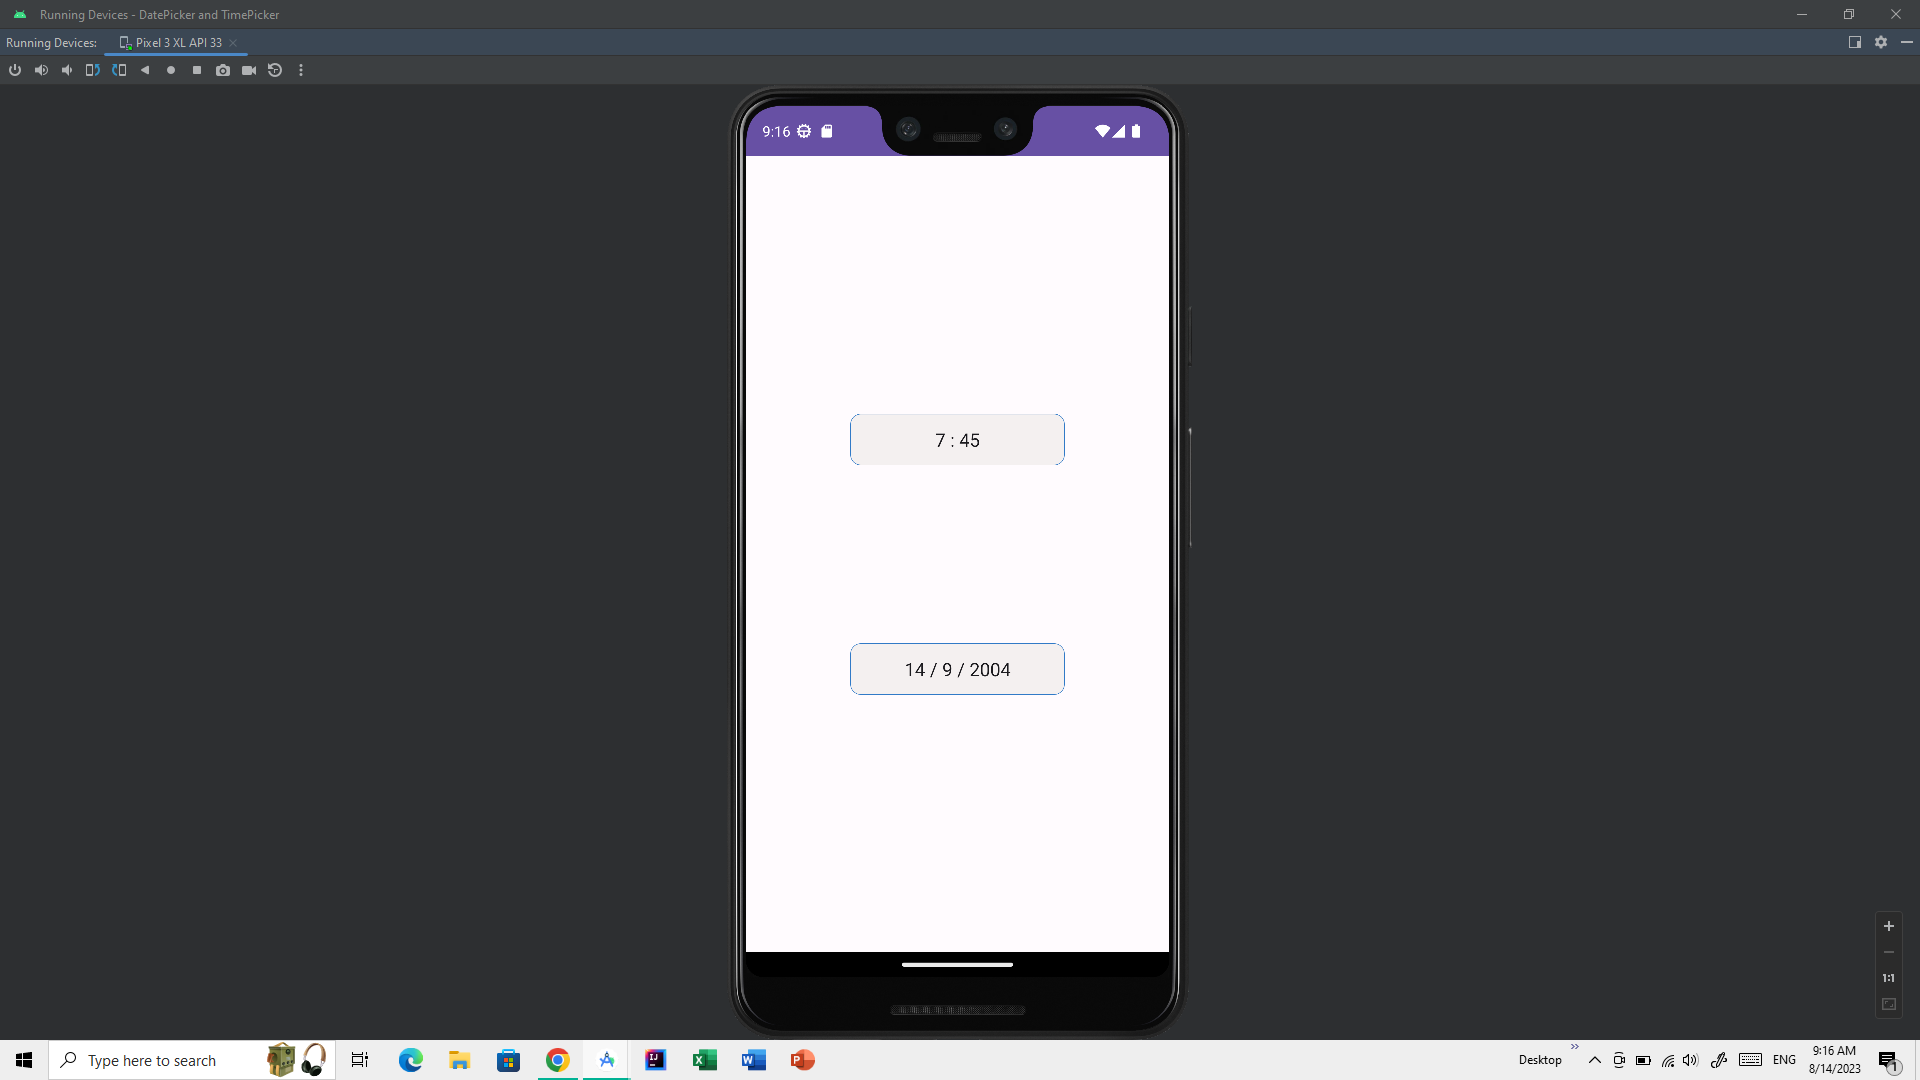 Running Devices - DatePicker and TimePicker
Running Devices:
Pixel 3 XL API 33
9:16
7 : 45
14 / 9 / 2004
1:1
Type here to search
Desktop
ENG
9:16 AM
8/14/2023
1